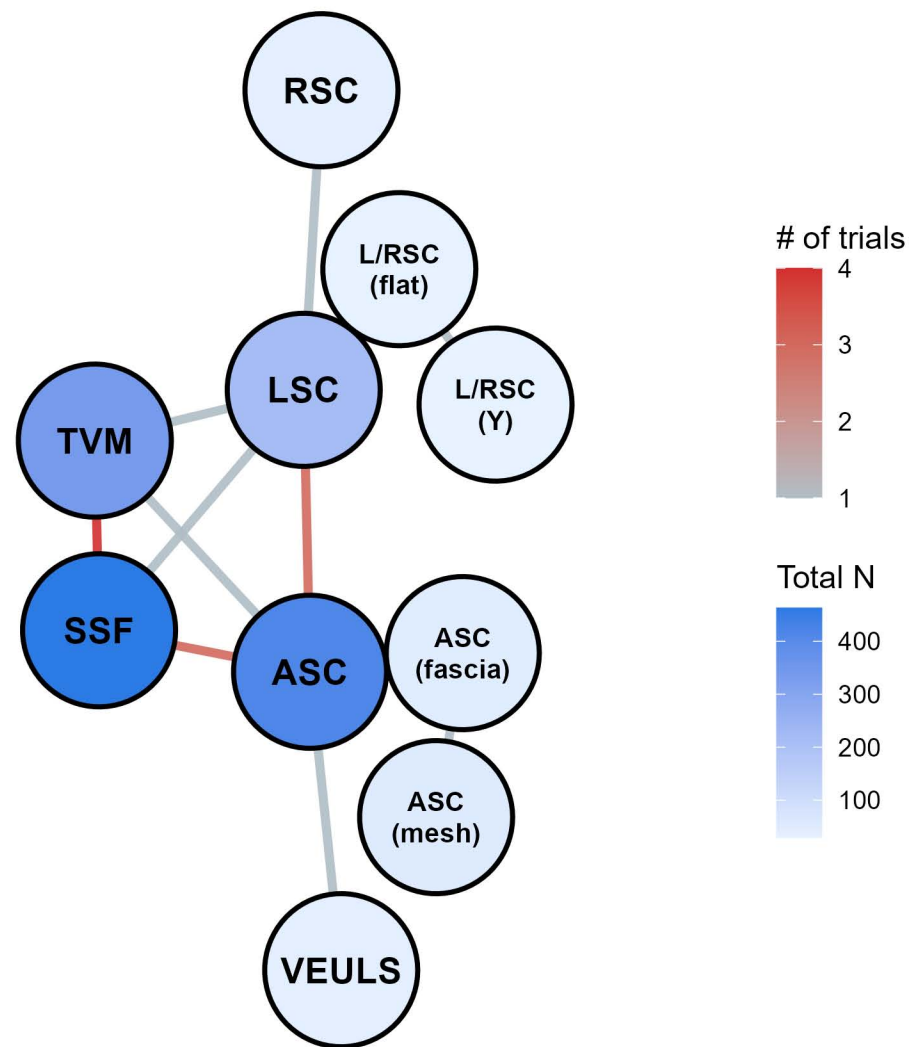 RSC
L/RSC
(flat)
LSC
L/RSC
(Y)
TVM
SSF
ASC
ASC
(fascia)
ASC
(mesh)
VEULS
# of trials
4
3
2
1
Total N
400
300
200
100